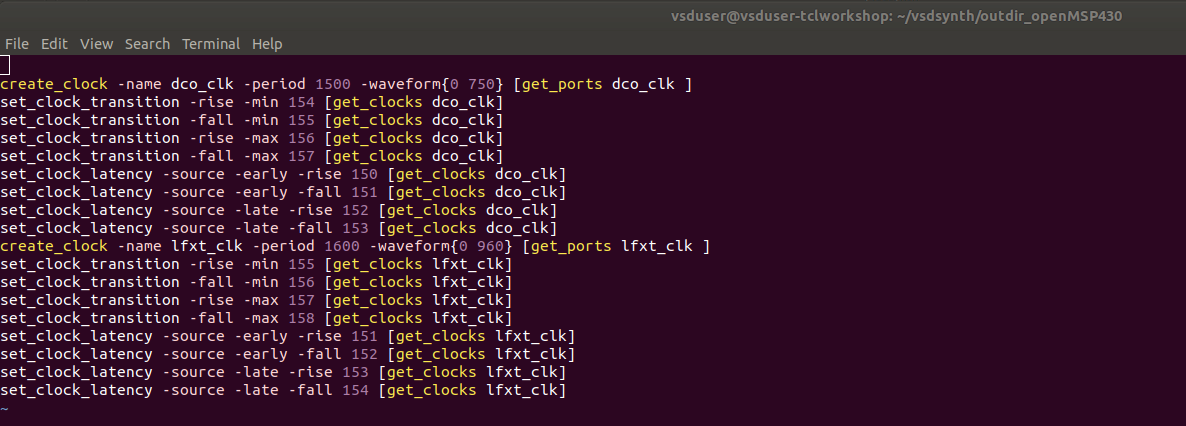 vsduser@vsduser-tclworkshop: ~/vsdsynth/outdir_openMSP430
File Edit View Search Terminal Help
create_clock -name dco_clk -period 1500 -waveform{0 750} [get_ports dco_clk ]
set_clock_transition -rise -min 154 [get_clocks dco_clk]
set_clock_transition -fall -min 155 [get_clocks dco_clk]
set_clock_transition -rise -max 156 [get_clocks dco_clk]
set_clock_transition -fall -max 157 [get_clocks dco_clk]
set_clock_latency -source -early -rise 150 [get_clocks dco_clk]
set_clock_latency -source -early -fall 151 [get_clocks dco_clk]
set_clock_latency -source -late -rise 152 [get_clocks dco_clk]
set_clock_latency -source -late -fall 153 [get_clocks dco_clk]
create_clock -name lfxt_clk -period 1600 -waveform{0 960} [get_ports lfxt_clk ]
set_clock_transition -rise -min 155 [get_clocks lfxt_clk]
set_clock_transition -fall -min 156 [get_clocks lfxt_clk]
set_clock_transition -rise -max 157 [get_clocks lfxt_clk]
set_clock_transition -fall -max 158 [get_clocks lfxt_clk]
set_clock_latency -source -early -rise 151 [get_clocks lfxt_clk]
set_clock_latency -source -early -fall 152 [get_clocks lfxt_clk]
set_clock_latency -source -late -rise 153 [get_clocks lfxt_clk]
set_clock_latency -source -late -fall 154 [get_clocks lfxt_clk]
~